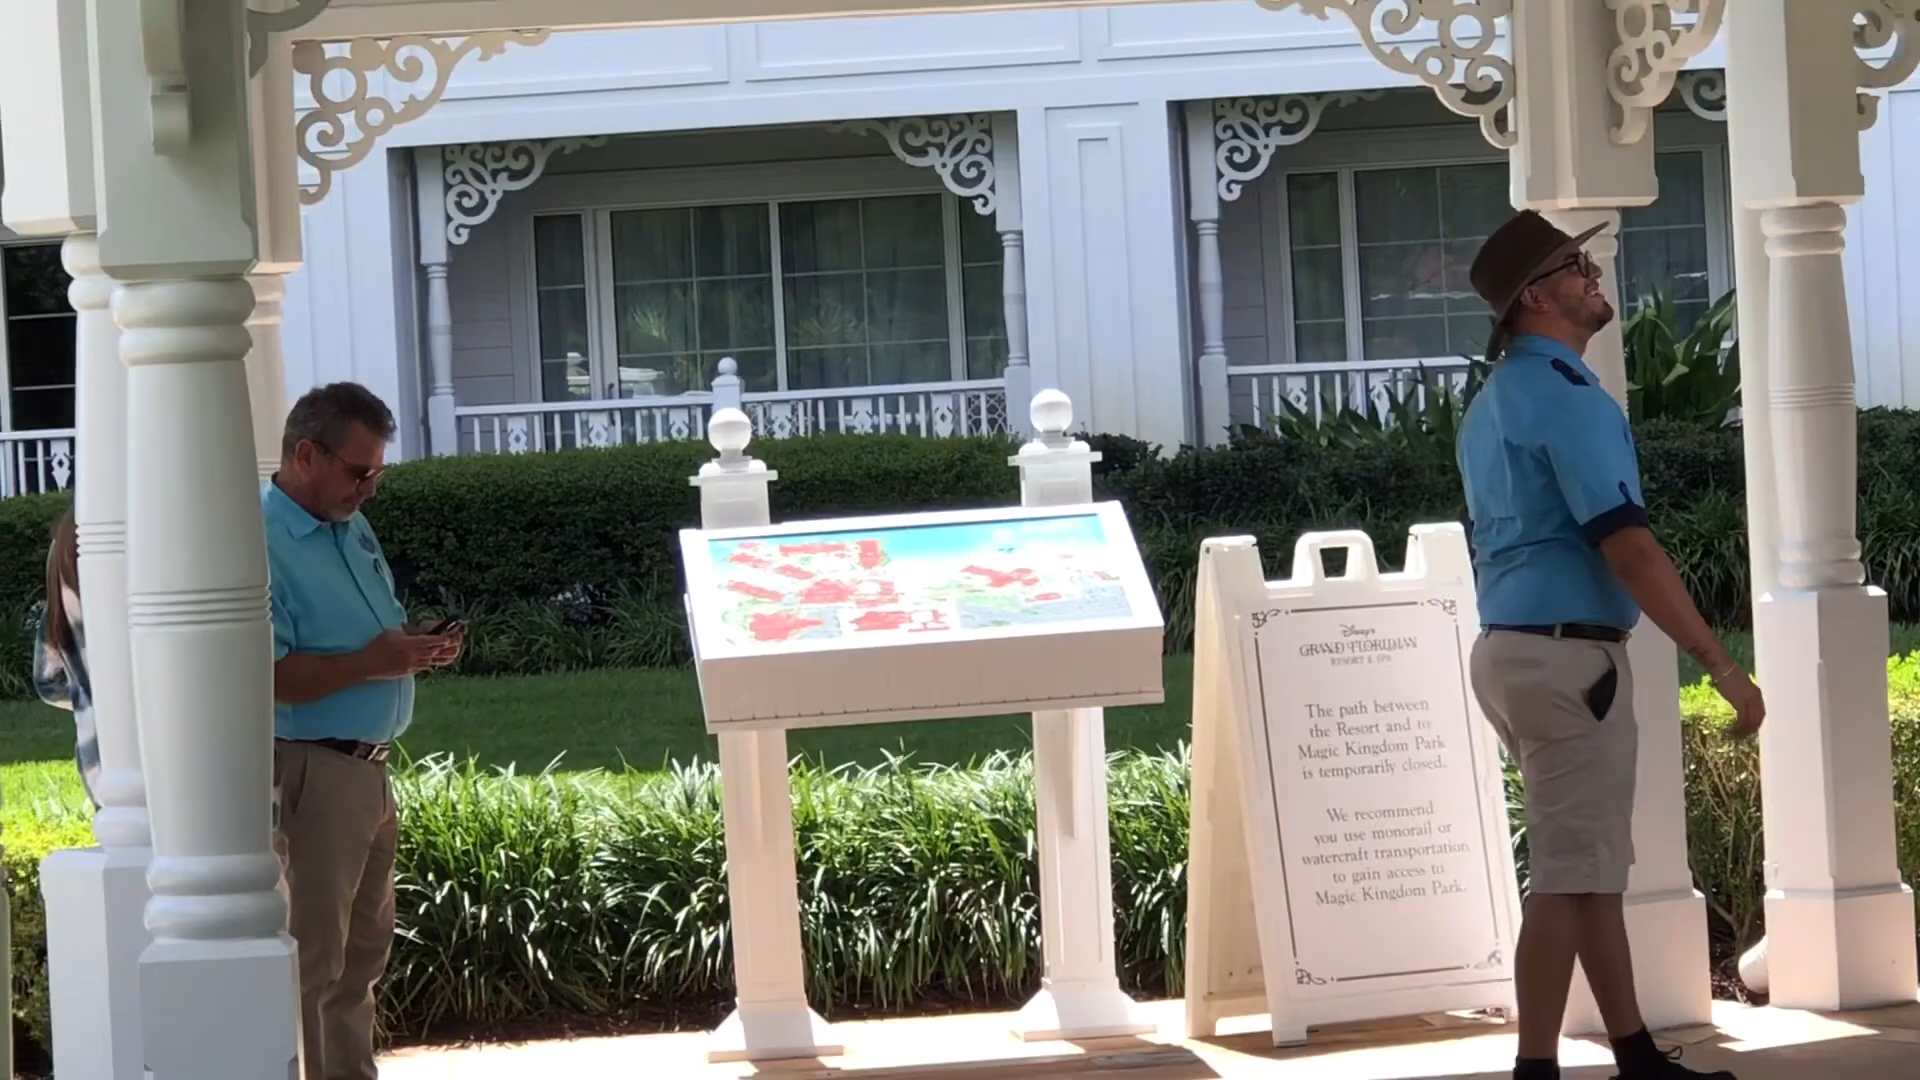 Disney's
GRAND FLORIDIAN
RESORT & SPA
The path between
the Resort and to
Magic Kingdom Park
is temporarily closed.
We recommend
you use monorail or
watercraft transportation
to gain access to
Magic Kingdom Park.